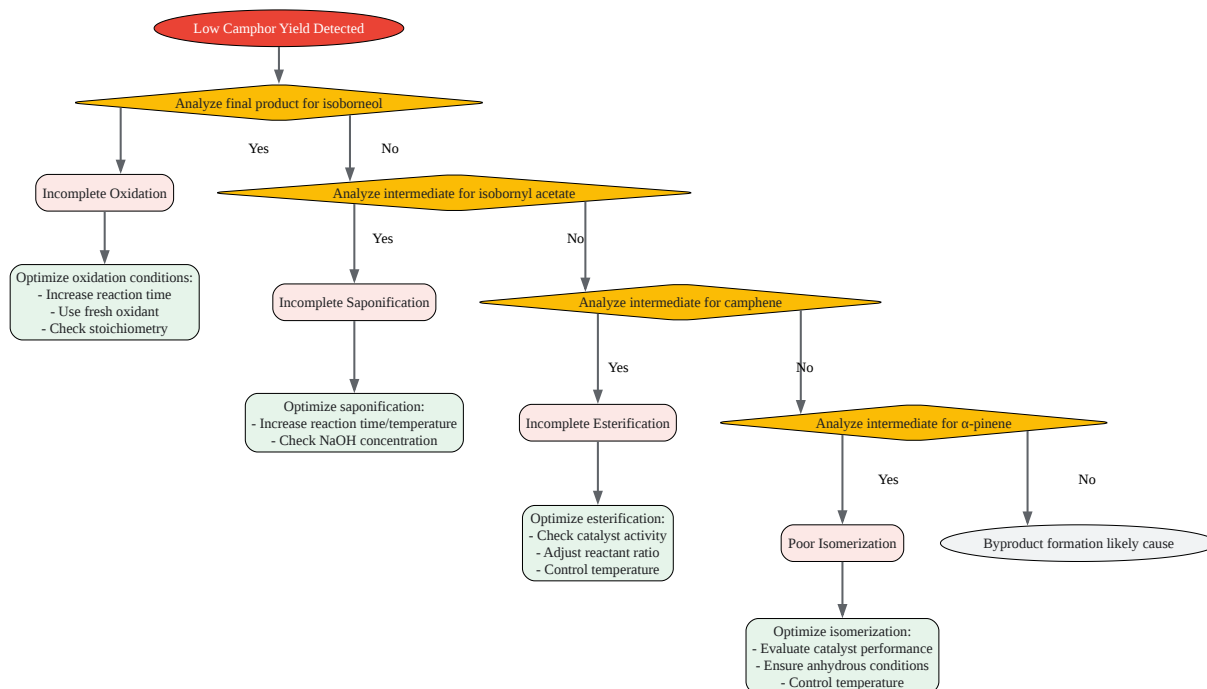 Low Camphor Yield Detected
Analyze final product for isoborneol
Yes
No
Incomplete Oxidation
Analyze intermediate for isobornyl acetate
Optimize oxidation conditions:
- Increase reaction time
- Use fresh oxidant
- Check stoichiometry
Yes
No
Incomplete Saponification
Analyze intermediate for camphene
Optimize saponification:
- Increase reaction time/temperature
- Check NaOH concentration
Yes
No
Incomplete Esterification
Analyze intermediate for α-pinene
Optimize esterification:
- Check catalyst activity
- Adjust reactant ratio
- Control temperature
Yes
No
Poor Isomerization
Byproduct formation likely cause
Optimize isomerization:
- Evaluate catalyst performance
- Ensure anhydrous conditions
- Control temperature